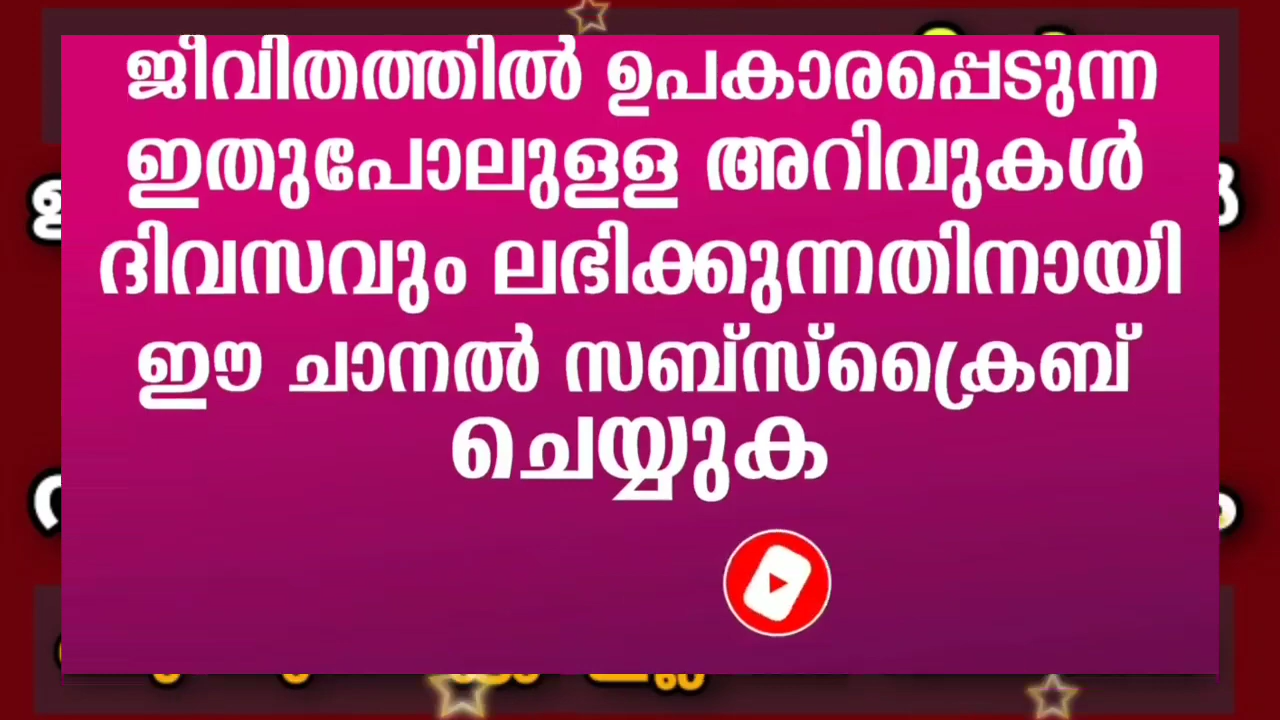 ജീവിതത്തിൽ ഉപകാരപ്പെടുന്ന
ഇതുപോലുള്ള അറിവുകൾ
ദിവസവും ലഭിക്കുന്നതിനായി
ഈ ചാനൽ സബ്സ്ക്രൈബ്
ചെയ്യുക